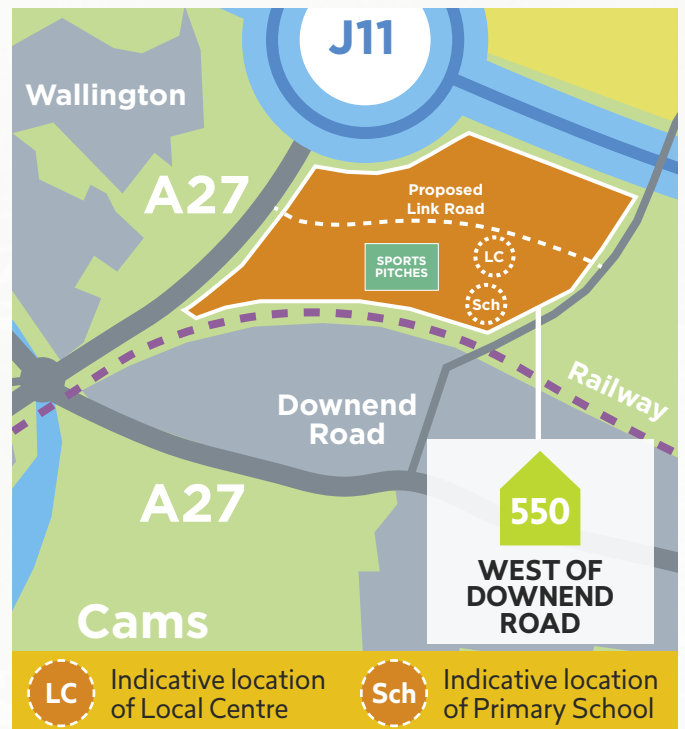 J11
Wallington
A27
Proposed
Link Road
SPORTS
PITCHES
LC
Sch
Railway
Downend
Road
A27
550
WEST OF
DOWNEND
ROAD
Cams
LC
Indicative location
of Local Centre
Sch
Indicative location
of Primary School